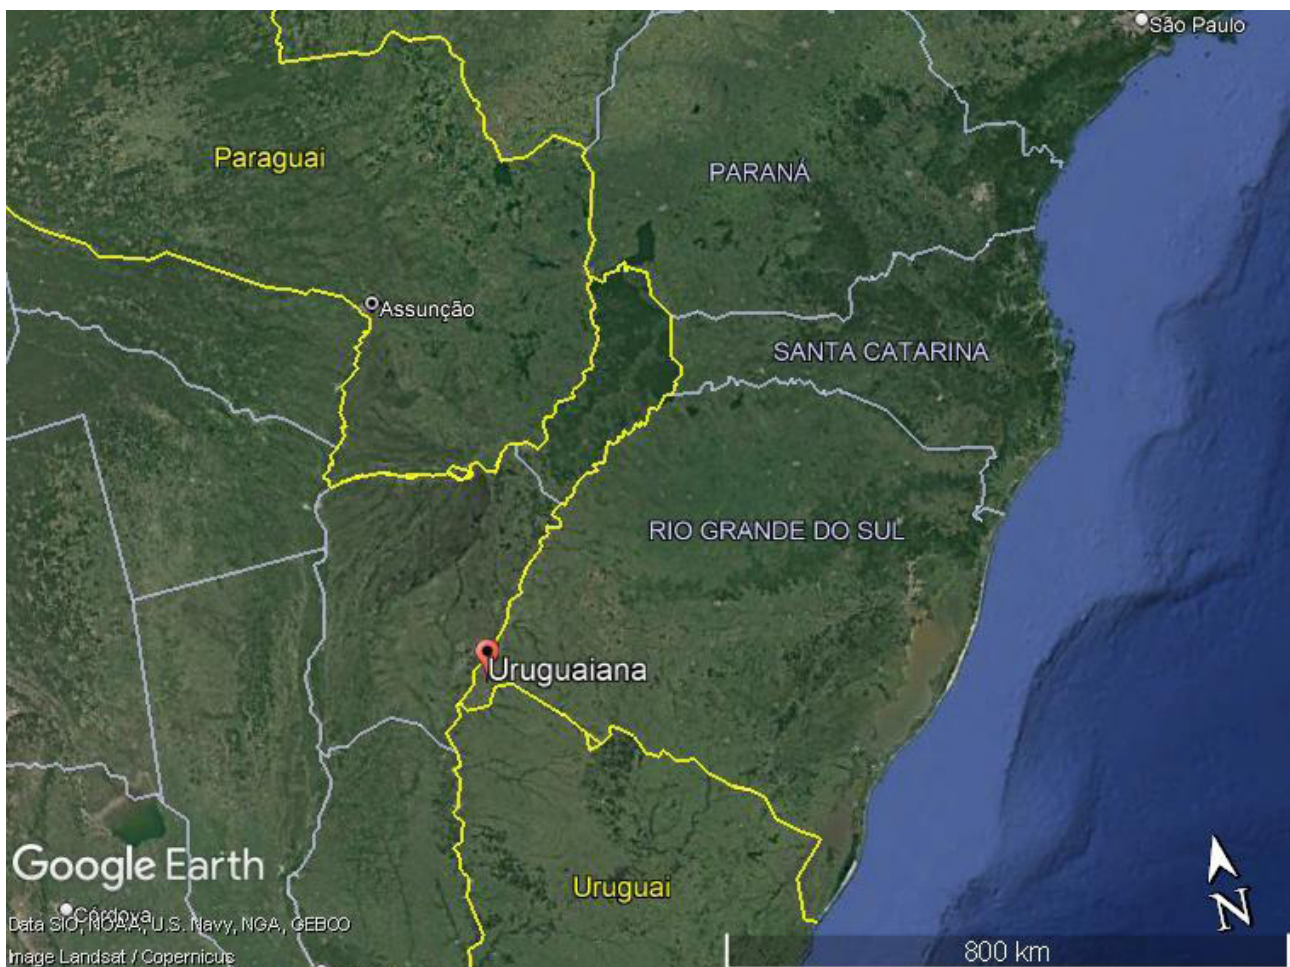 São Paulo
Paraguai
PARANÁ
Assunção
SANTA CATARINA
RIO GRANDE DO SUL
Uruguaiana
Google Earth
Uruguai
Córdova
Data SIO, NOAA, U.S. Navy, NGA, GEBCO
N
800 km
Image Landsat / Copernicus